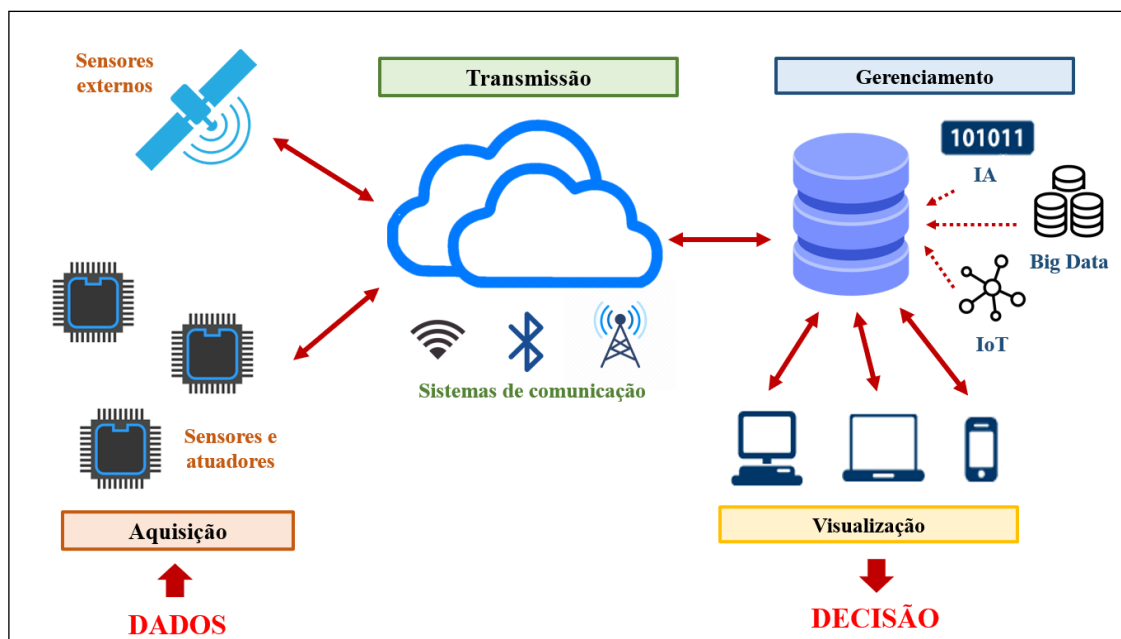 Sensores
externos
Transmissão
Gerenciamento
101011
IA
Big Data
IoT
Sistemas de comunicação
Sensores e
atuadores
Aquisição
Visualização
DADOS
DECISÃO